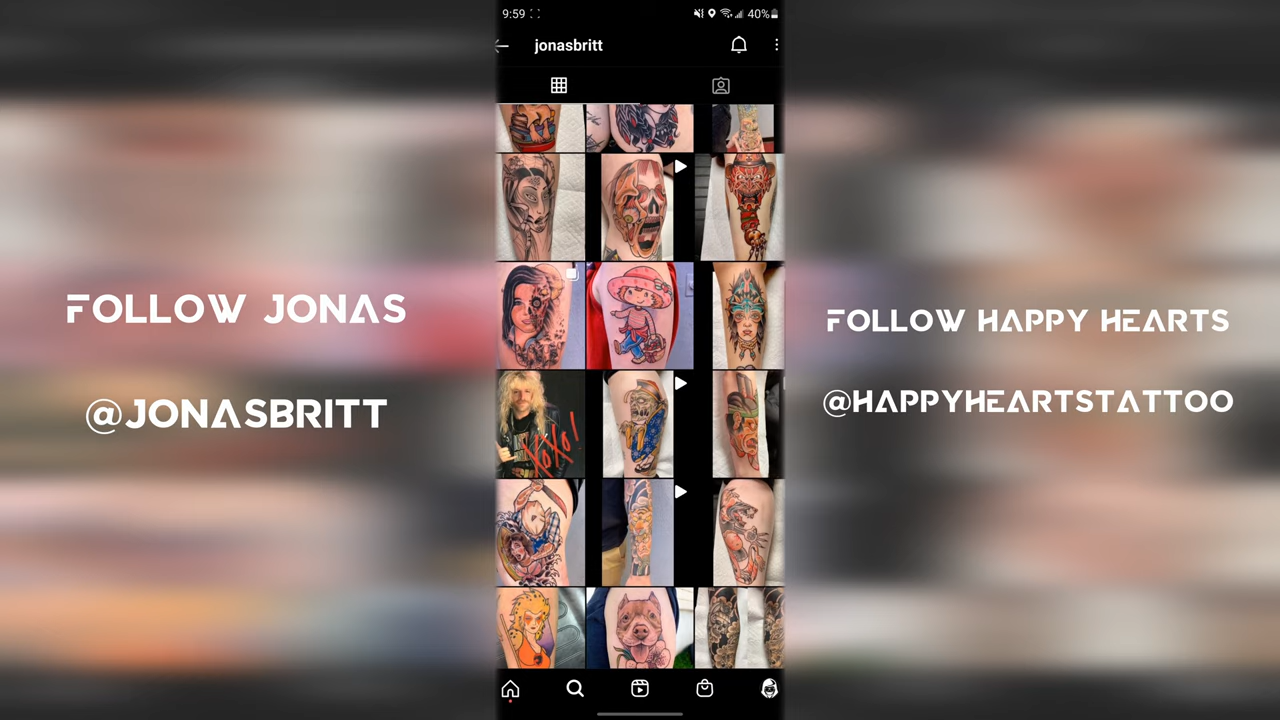 9:59
40%
jonasbritt
FOLLOW JONAS
@JONASBRITT
FOLLOW HAPPY HEARTS
@HAPPYHEARTSTATTOO
XOXO!